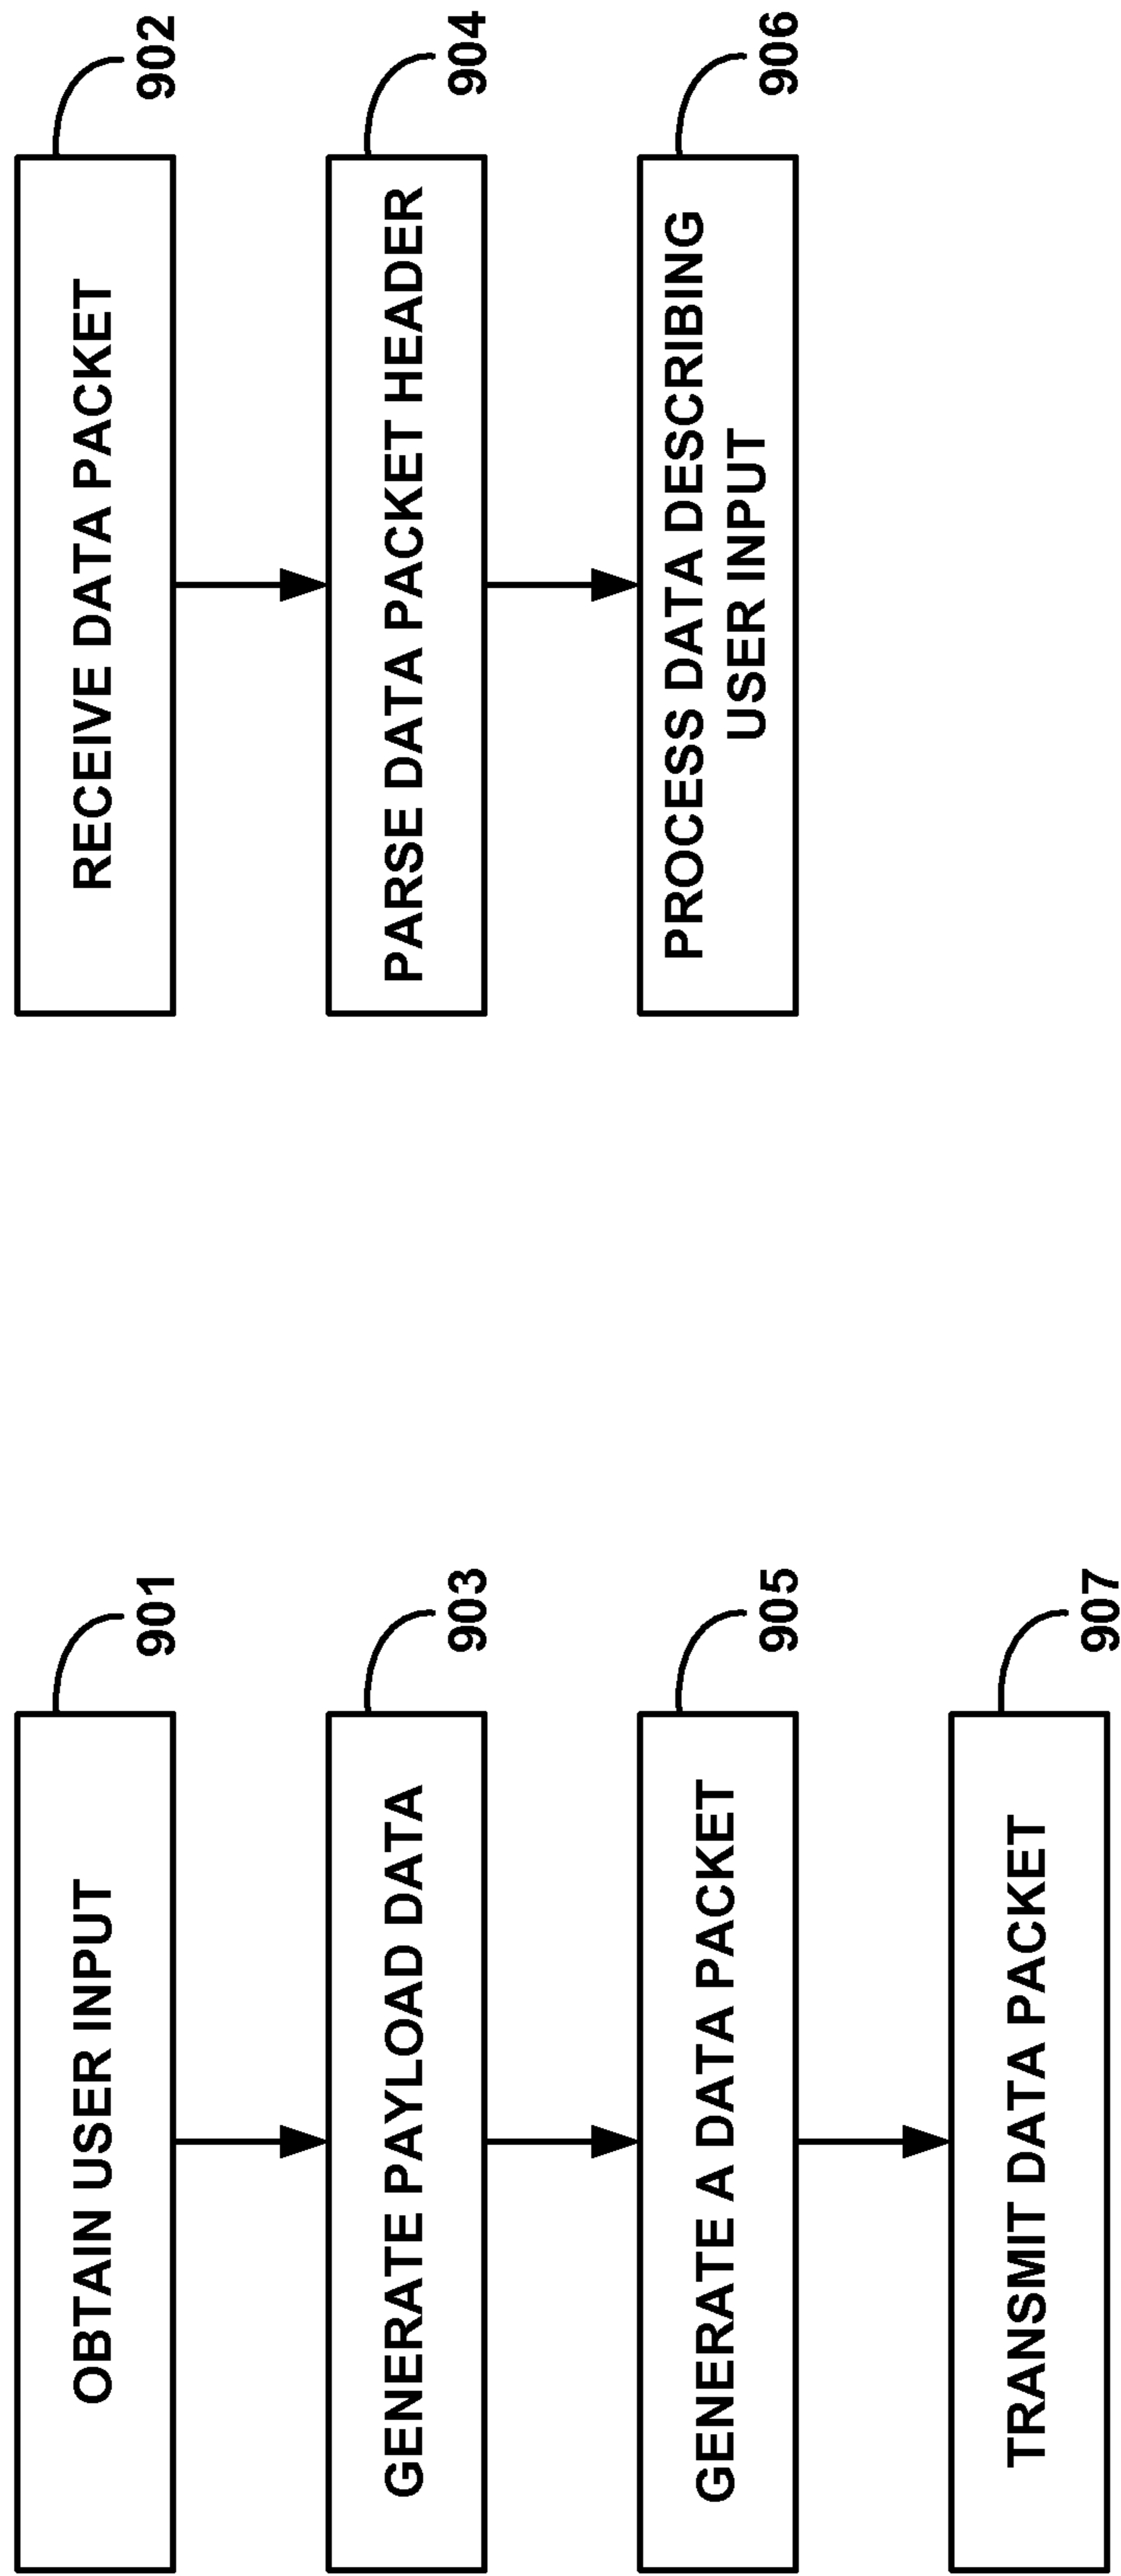 OBTAIN USER INPUT
901
GENERATE PAYLOAD DATA
903
GENERATE A DATA PACKET
905
TRANSMIT DATA PACKET
907
RECEIVE DATA PACKET
902
PARSE DATA PACKET HEADER
904
PROCESS DATA DESCRIBING
USER INPUT
906